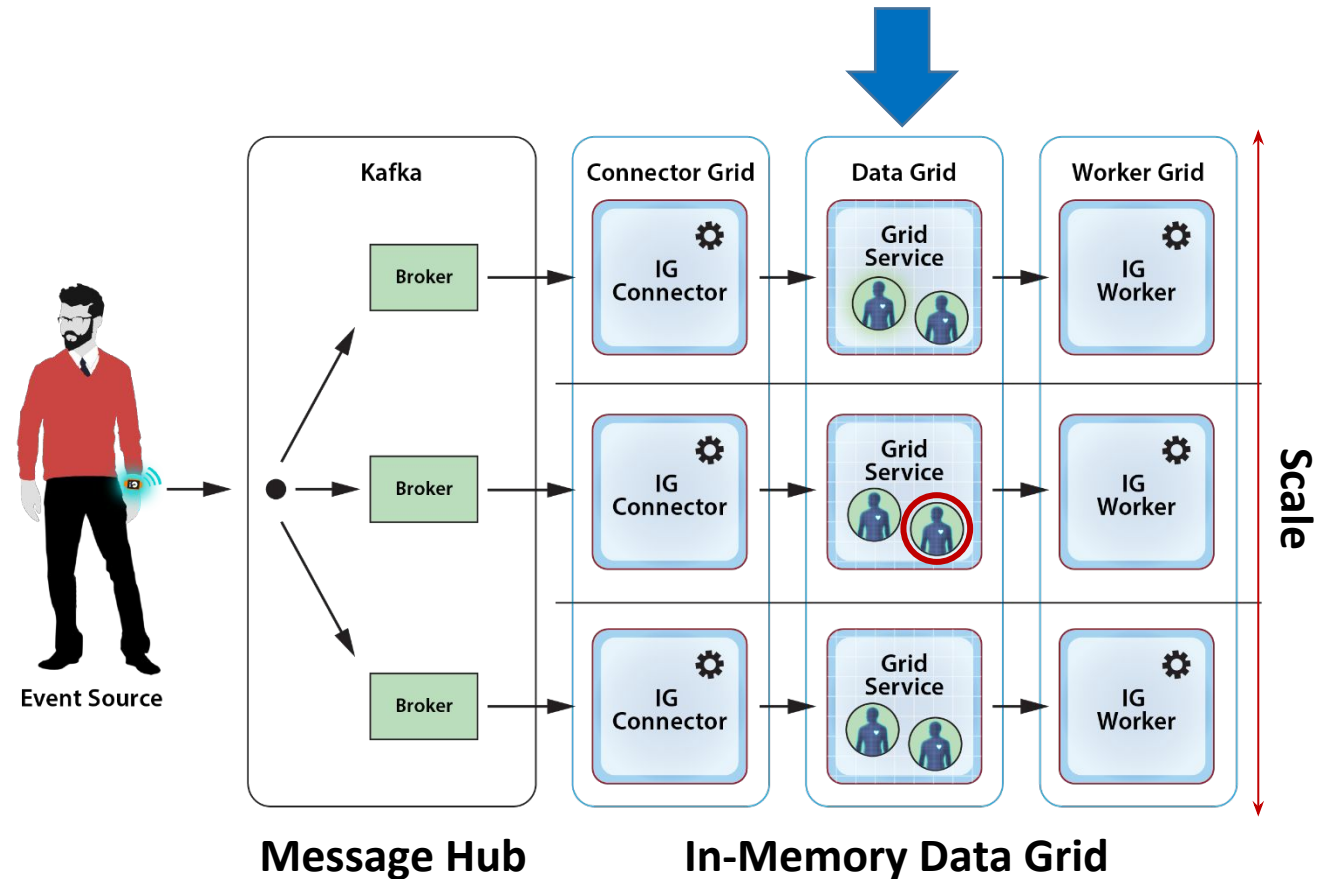 Kafka
Connector Grid
Data Grid
Worker Grid
Broker
IG
Connector
Grid
Service
IG
Worker
Broker
IG
Connector
Grid
Service
IG
Worker
Broker
IG
Connector
Grid
Service
IG
Worker
Event Source
Scale
Message Hub
In-Memory Data Grid